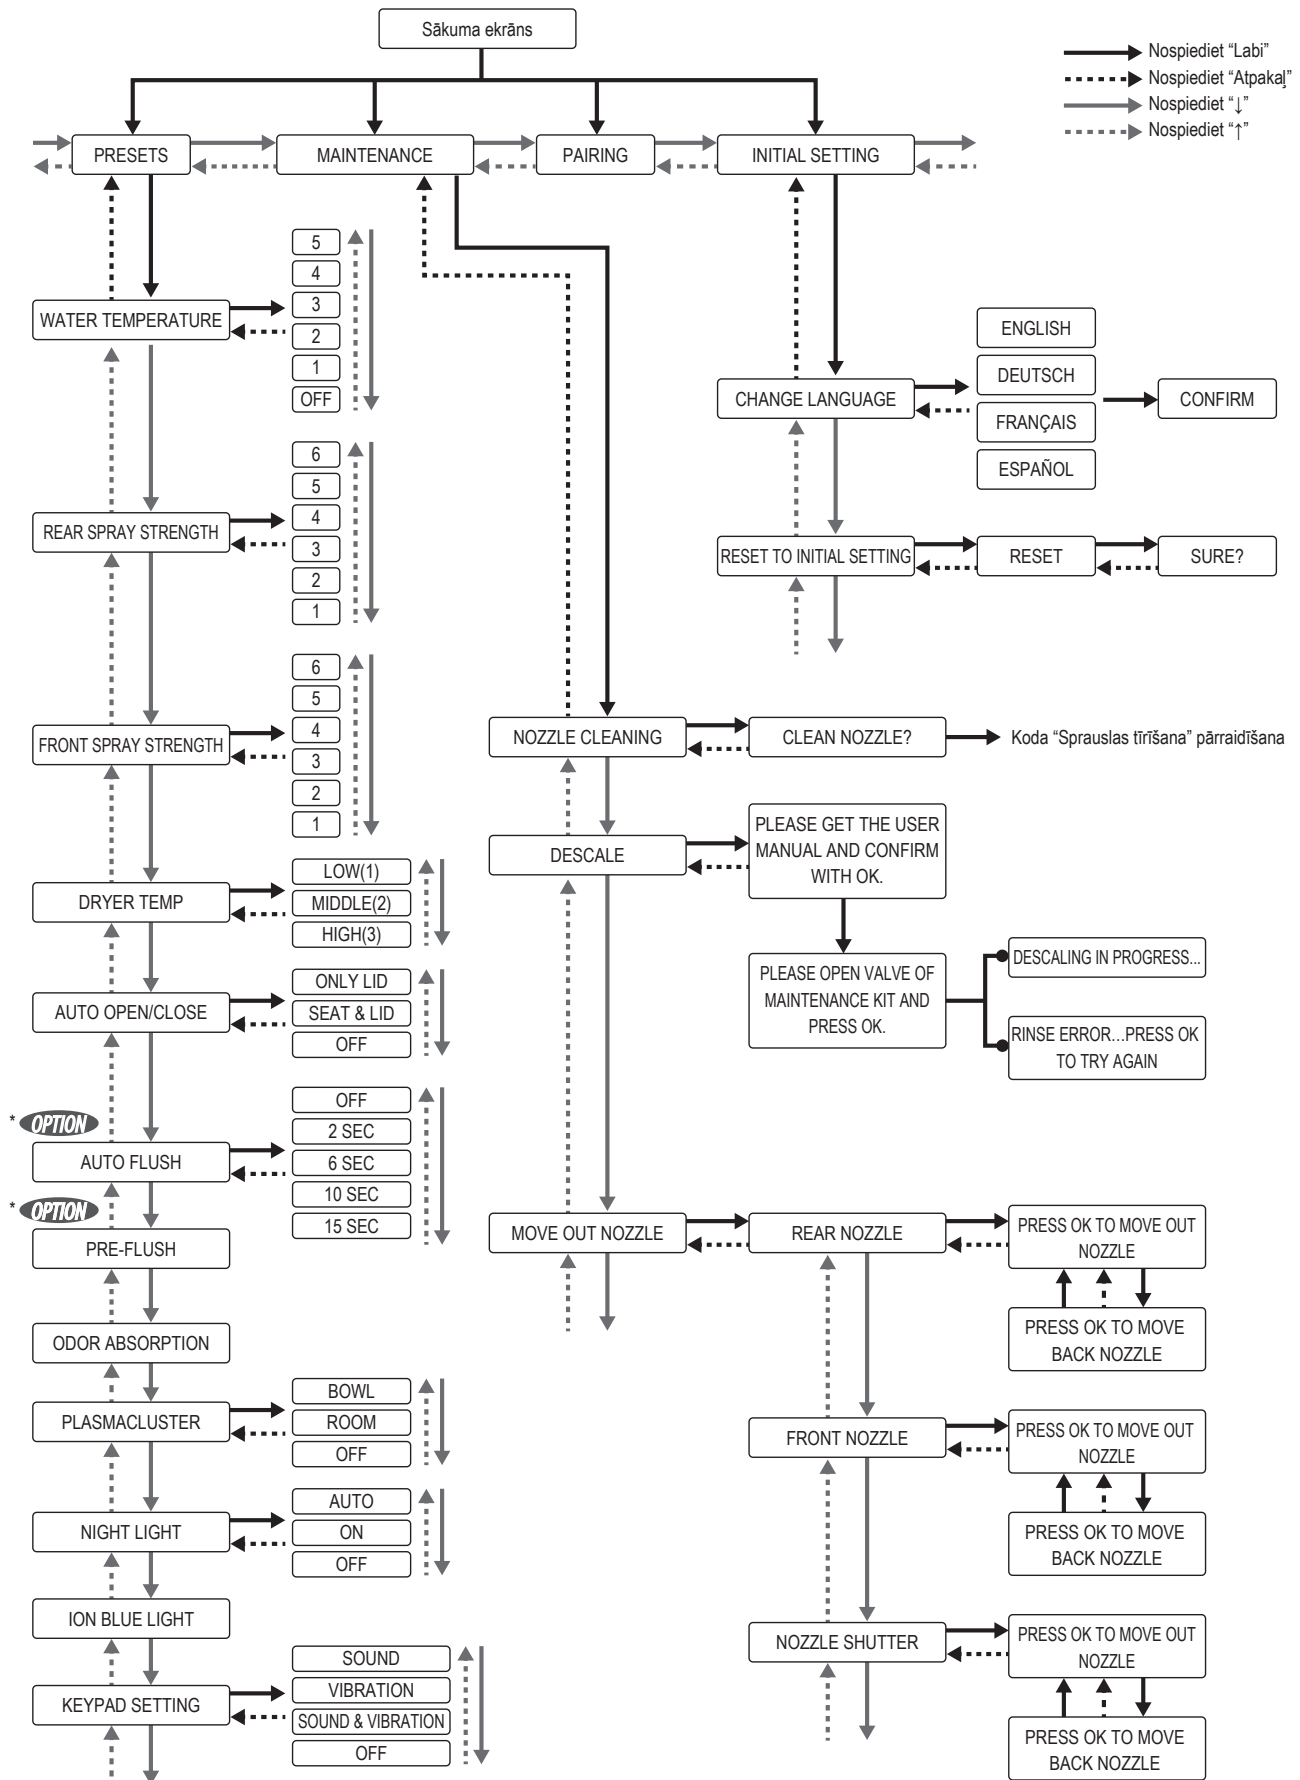 Sākuma ekrāns
Nospiediet “Labi”
Nospiediet “Atpakaļ”
Nospiediet “↓”
Nospiediet “↑”
PRESETS
MAINTENANCE
PAIRING
INITIAL SETTING
WATER TEMPERATURE
5
4
3
2
1
OFF
REAR SPRAY STRENGTH
6
5
4
3
2
1
FRONT SPRAY STRENGTH
6
5
4
3
2
1
DRYER TEMP
LOW(1)
MIDDLE(2)
HIGH(3)
AUTO OPEN/CLOSE
ONLY LID
SEAT & LID
OFF
* OPTION
AUTO FLUSH
OFF
2 SEC
6 SEC
10 SEC
15 SEC
* OPTION
PRE-FLUSH
ODOR ABSORPTION
PLASMACLUSTER
BOWL
ROOM
OFF
NIGHT LIGHT
AUTO
ON
OFF
ION BLUE LIGHT
KEYPAD SETTING
SOUND
VIBRATION
SOUND & VIBRATION
OFF
NOZZLE CLEANING
CLEAN NOZZLE?
Koda “Sprauslas tīrīšana” pārraidīšana
DESCALE
PLEASE GET THE USER
MANUAL AND CONFIRM
WITH OK.
PLEASE OPEN VALVE OF
MAINTENANCE KIT AND
PRESS OK.
DESCALING IN PROGRESS...
RINSE ERROR…PRESS OK
TO TRY AGAIN
MOVE OUT NOZZLE
REAR NOZZLE
PRESS OK TO MOVE OUT
NOZZLE
PRESS OK TO MOVE
BACK NOZZLE
FRONT NOZZLE
PRESS OK TO MOVE OUT
NOZZLE
PRESS OK TO MOVE
BACK NOZZLE
NOZZLE SHUTTER
PRESS OK TO MOVE OUT
NOZZLE
PRESS OK TO MOVE
BACK NOZZLE
CHANGE LANGUAGE
ENGLISH
DEUTSCH
FRANÇAIS
ESPAÑOL
CONFIRM
RESET TO INITIAL SETTING
RESET
SURE?